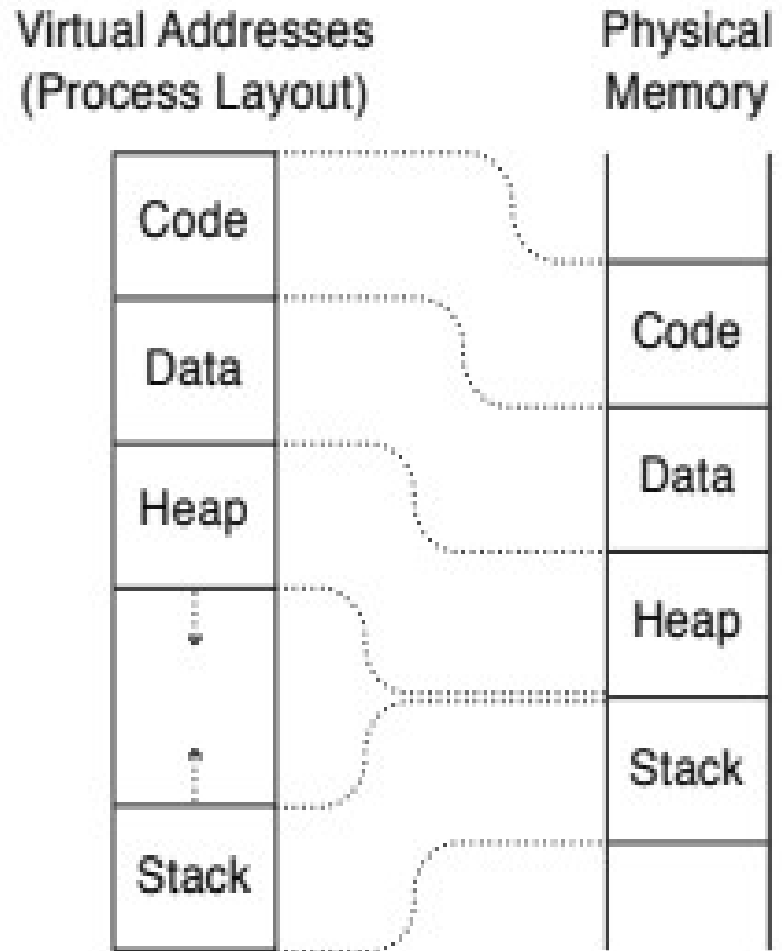 Virtual Addresses
(Process Layout)
Physical
Memory
Code
Data
Heap
Stack
Code
Data
Heap
Stack